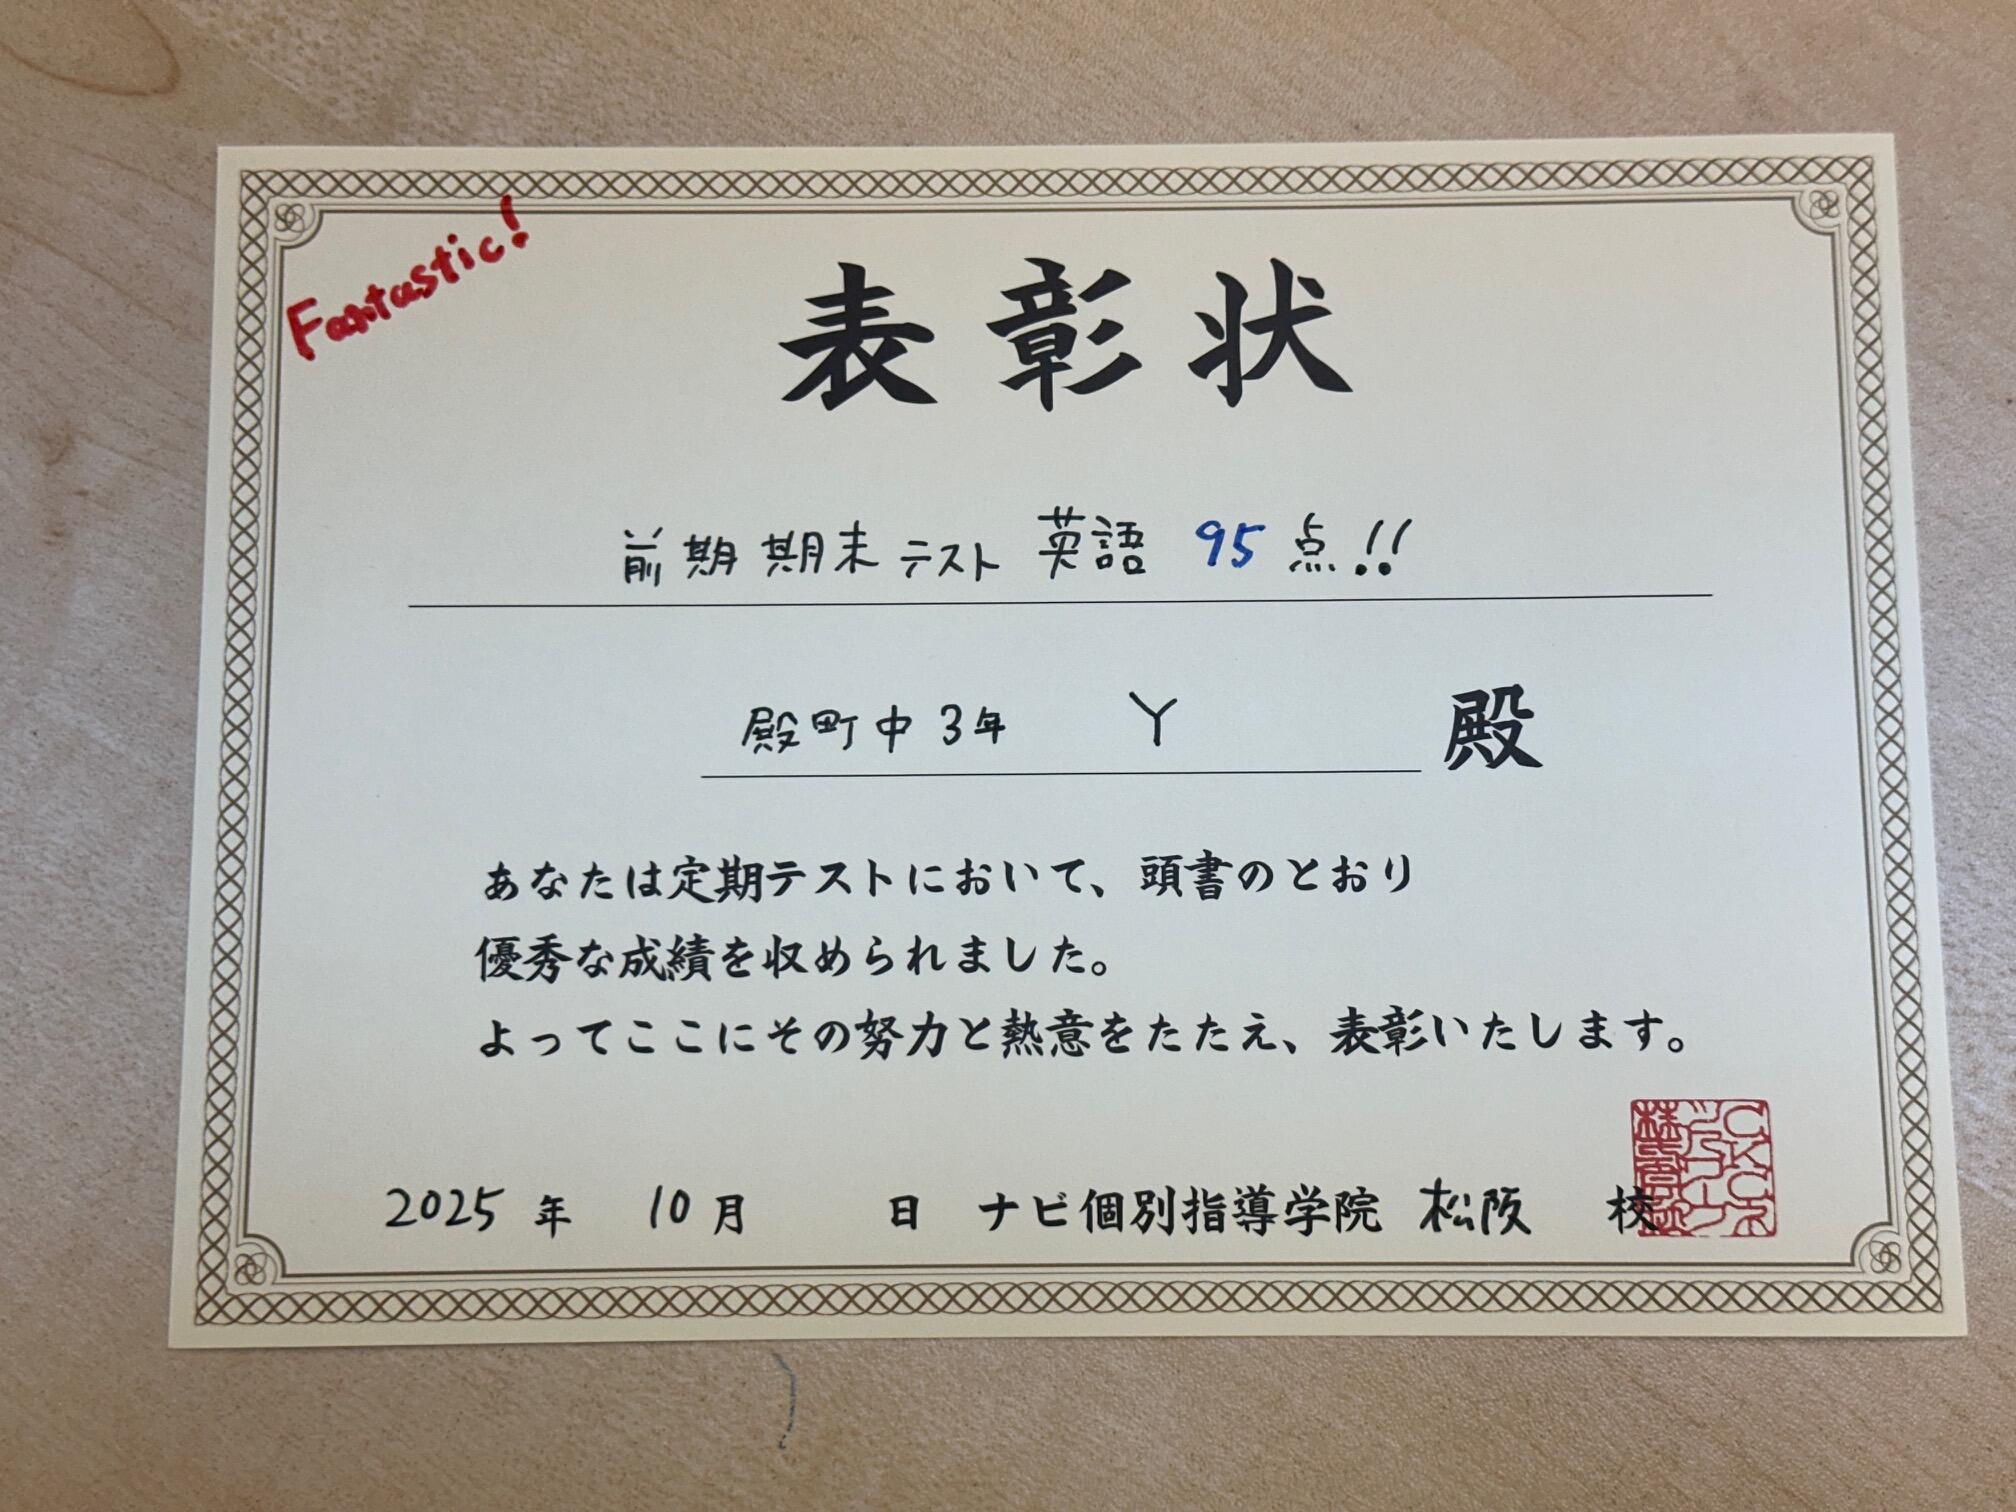 Fantastic!
表彰状
前期期末テスト 英語 95点!!
殿町中3年 Y 殿
あなたは定期テストにおいて、頭書のとおり
優秀な成績を収められました。
よってここにその努力と熱意をたたえ、表彰いたします。
2025年 10月 日 ナビ個別指導学院 松阪 校